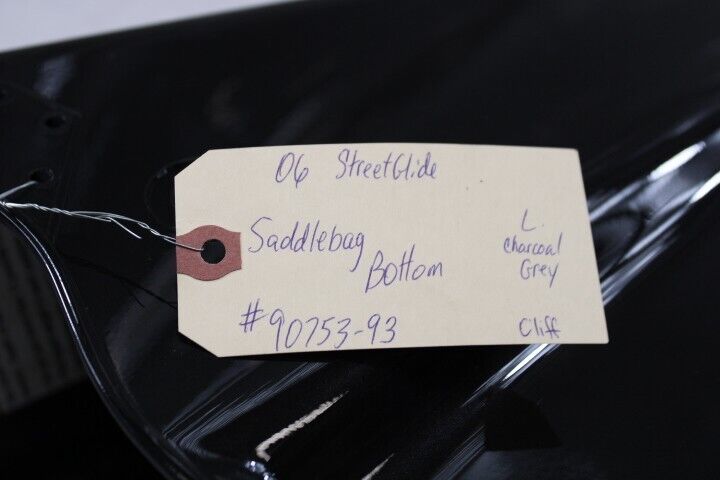 06 StreetGlide
Saddlebag
Bottom
#90753-93
L.
Charcoal
Grey
Cliff